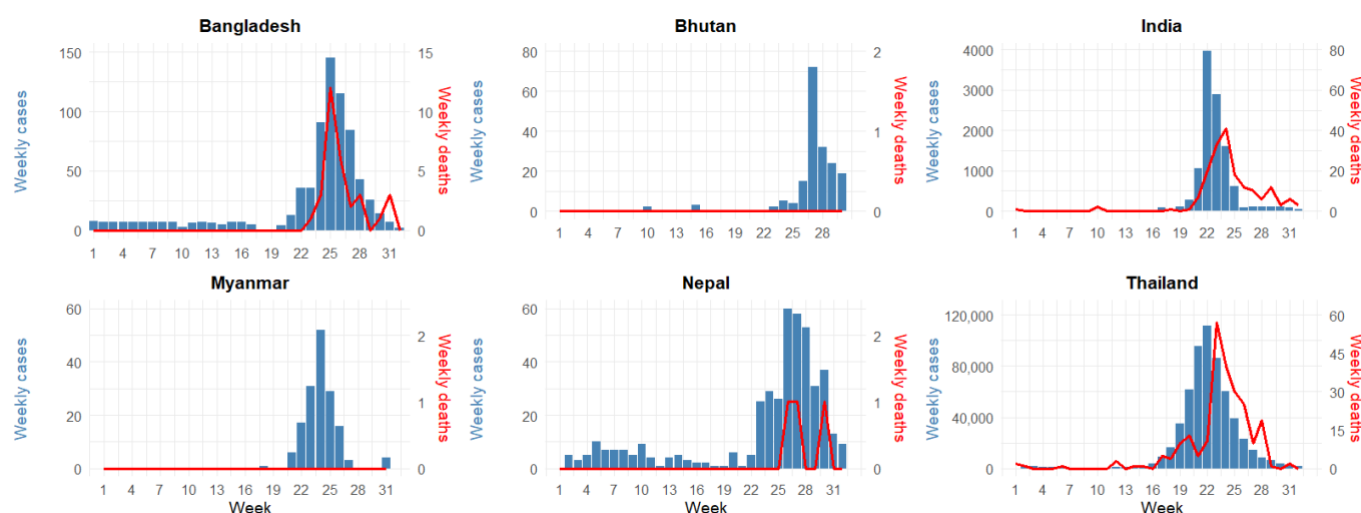 Bangladesh
Weekly cases
150
100
50
0
15
10
5
0
Weekly deaths
1 4 7 10 13 16 19 22 25 28 31
Bhutan
Weekly cases
80
60
40
20
0
2
1
0
Weekly deaths
1 4 7 10 13 16 19 22 25 28
India
Weekly cases
4000
3000
2000
1000
0
80
60
40
20
0
Weekly deaths
1 4 7 10 13 16 19 22 25 28 31
Myanmar
Weekly cases
60
40
20
0
2
1
0
Weekly deaths
1 4 7 10 13 16 19 22 25 28 31
Week
Nepal
Weekly cases
60
40
20
0
2
1
0
Weekly deaths
1 4 7 10 13 16 19 22 25 28 31
Week
Thailand
Weekly cases
120,000
80,000
40,000
0
60
45
30
15
0
Weekly deaths
1 4 7 10 13 16 19 22 25 28 31
Week